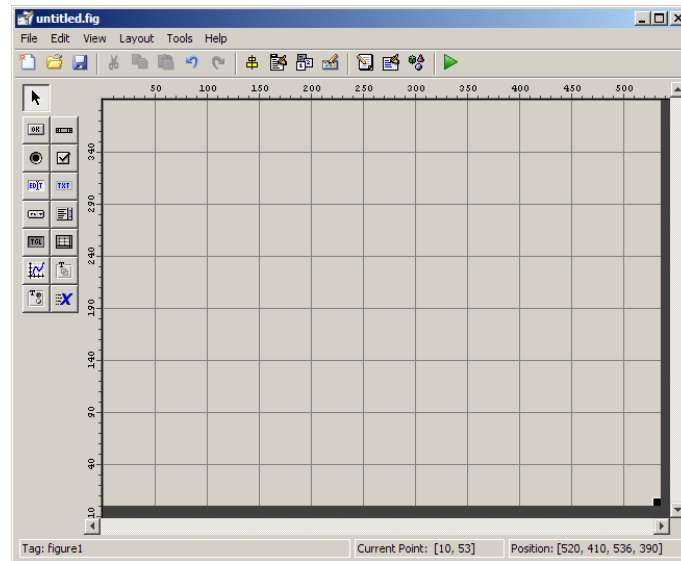 untitled.fig
File Edit View Layout Tools Help
50 100 150 200 250 300 350 400 450 500
OK
EDIT TXT
TGL
T
T X
340
290
240
190
140
90
40
10
Tag: figure1 Current Point: [10, 53] Position: [520, 410, 536, 390]